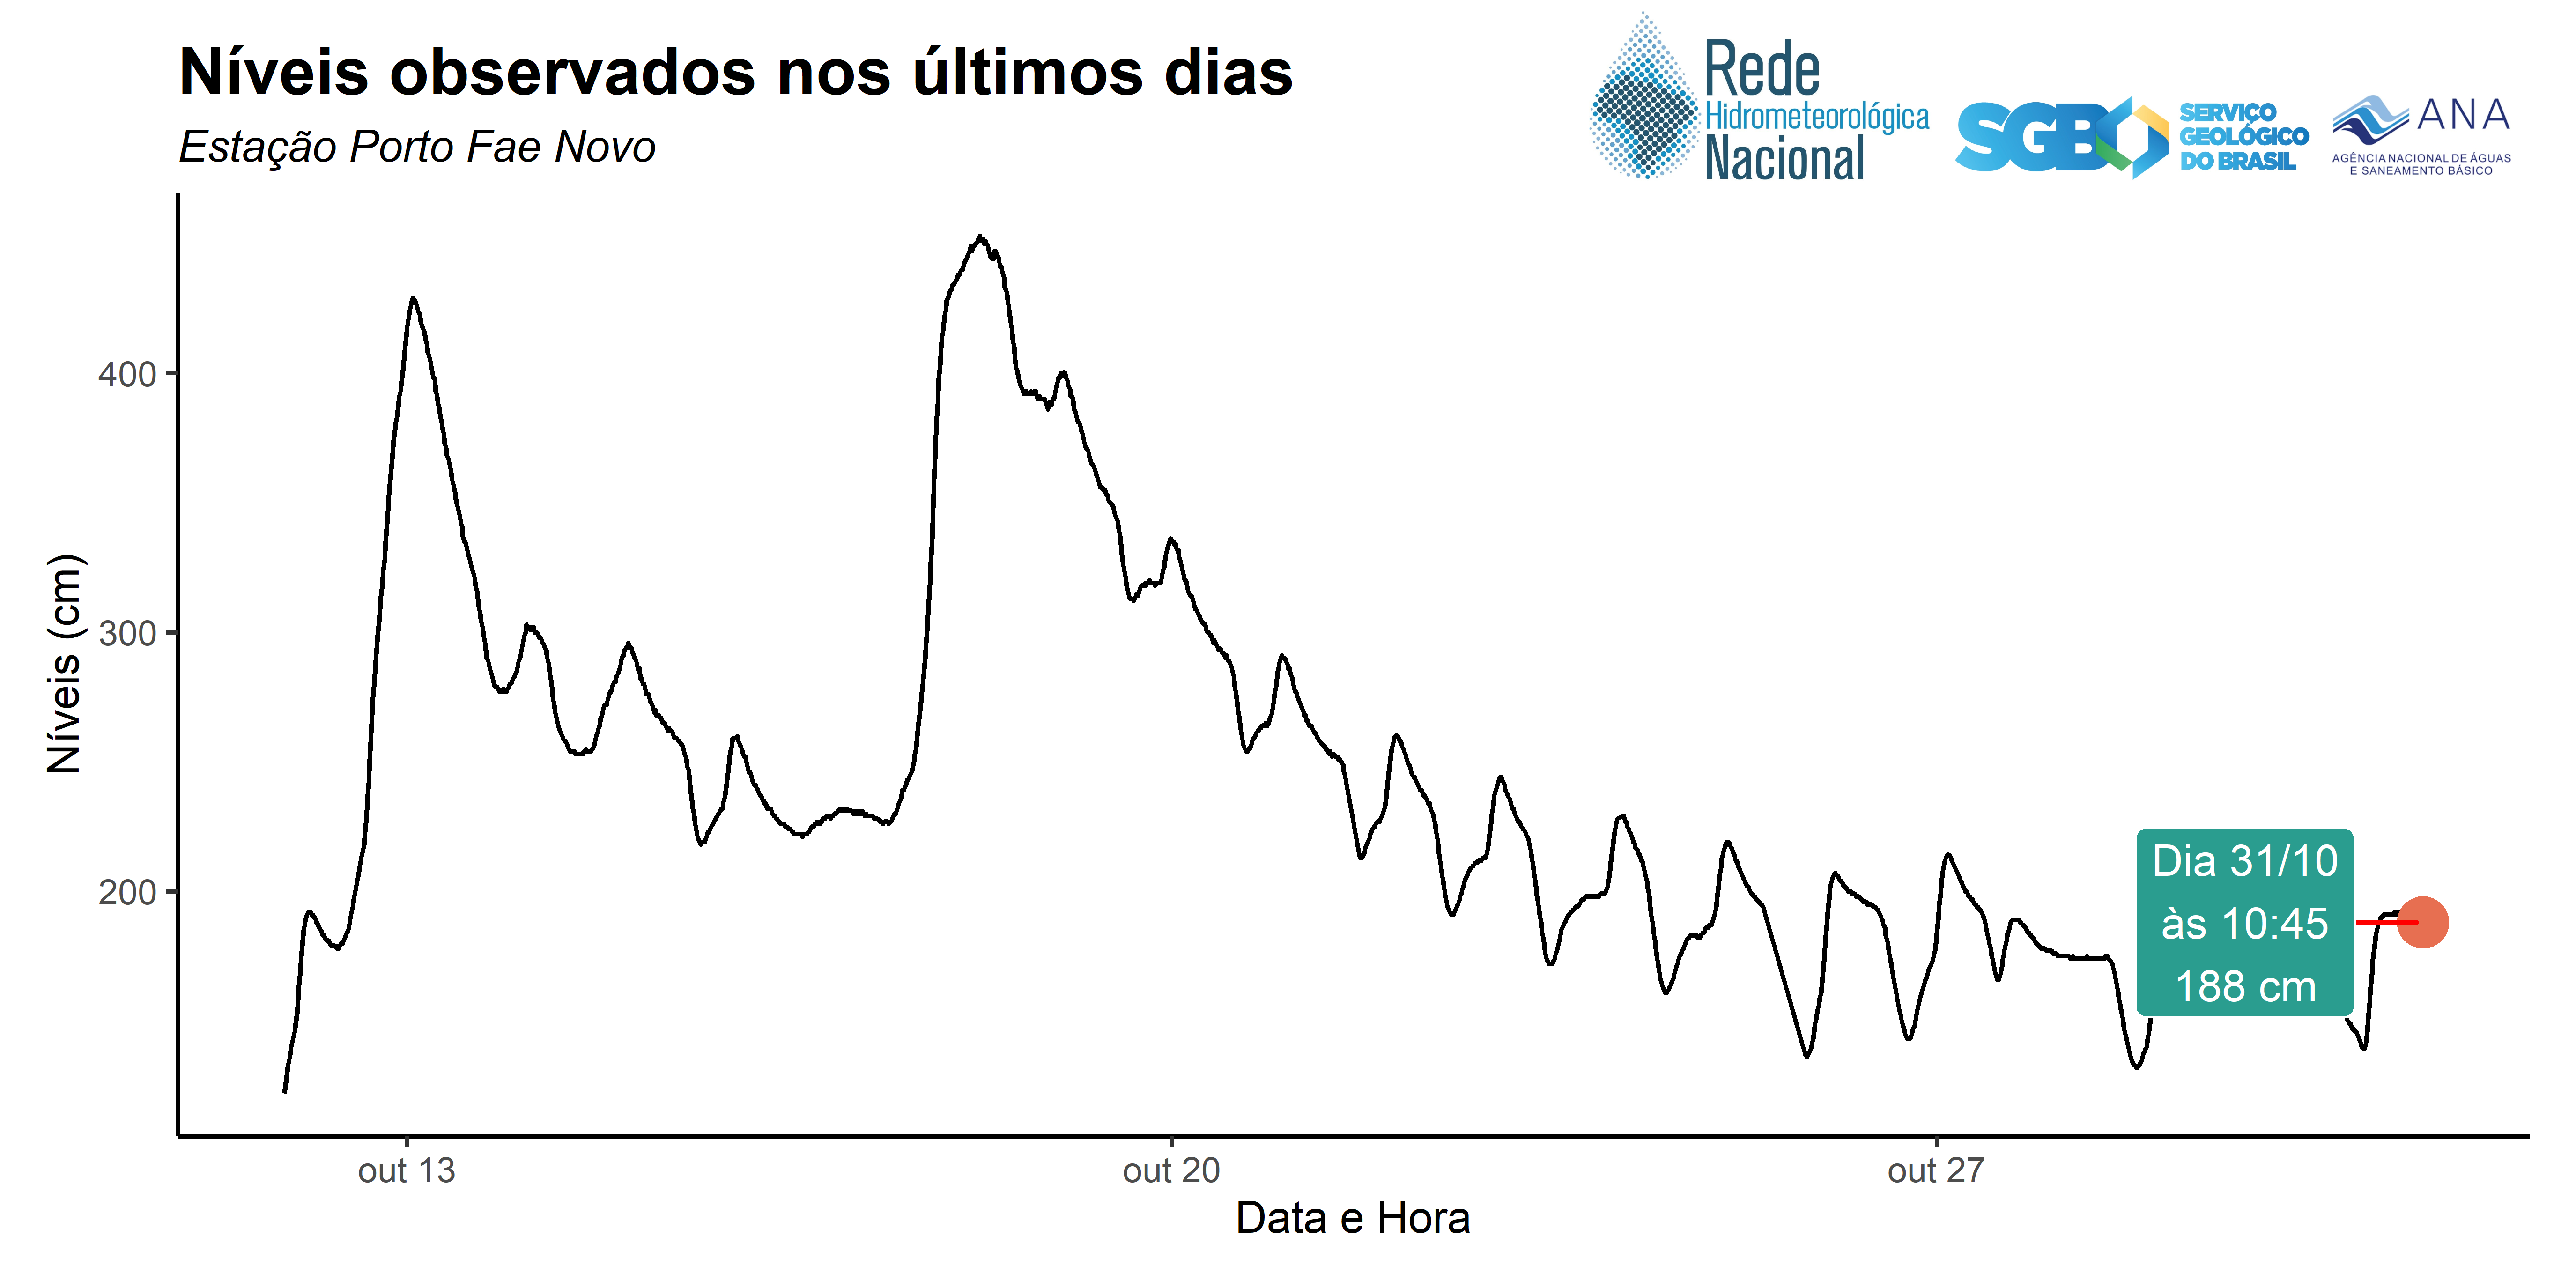 Níveis observados nos últimos dias
Estação Porto Fae Novo
Rede
Hidrometeorológica
Nacional
SGB
SERVIÇO
GEOLÓGICO
DO BRASIL
ANA
AGÊNCIA NACIONAL DE ÁGUAS
E SANEAMENTO BÁSICO
Níveis (cm)
400
300
200
Dia 31/10
às 10:45
188 cm
out 13
out 20
out 27
Data e Hora